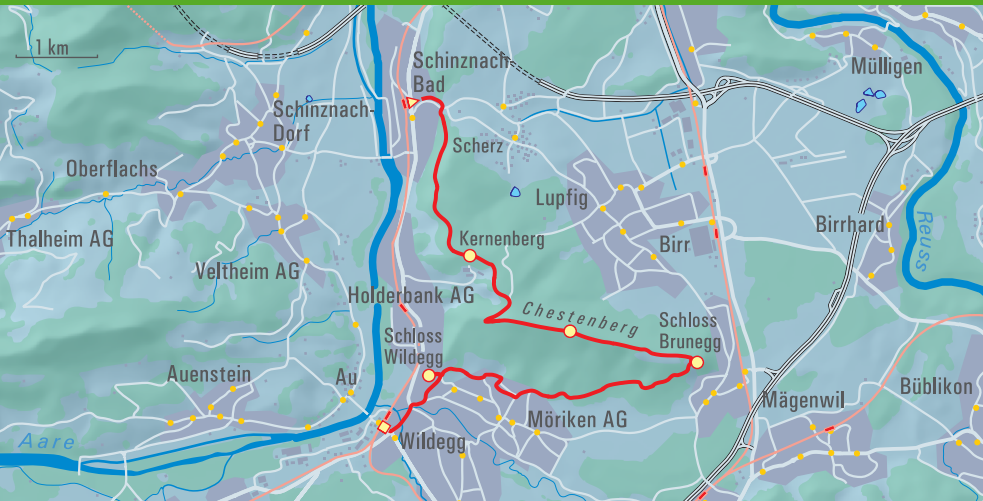 1 km
Mülligen
Schinznach
Bad
Schinznach-
Dorf
Scherz
Oberflachs
Lupfig
Thalheim AG
Birrhard
Reuss
Kernenberg
Birr
Veltheim AG
Holderbank AG
Chestenberg
Schloss
Brunegg
Schloss
Wildegg
Auenstein
Au
Büblikon
Mägenwil
Möriken AG
Aare
Wildegg